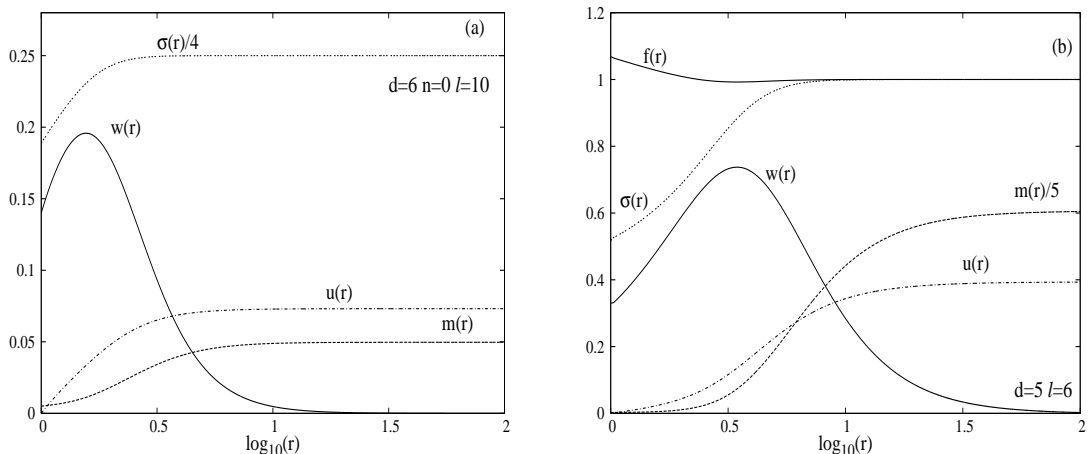 (a)
σ(r)/4
0.25
d=6 n=0 l=10
0.2
w(r)
0.15
0.1
u(r)
0.05
m(r)
0
0 0.5 1 1.5 2
log10(r)
1.2
(b)
f(r)
1
0.8
w(r)
m(r)/5
σ(r)
0.6
u(r)
0.4
0.2
d=5 l=6
0
0 0.5 1 1.5 2
log10(r)